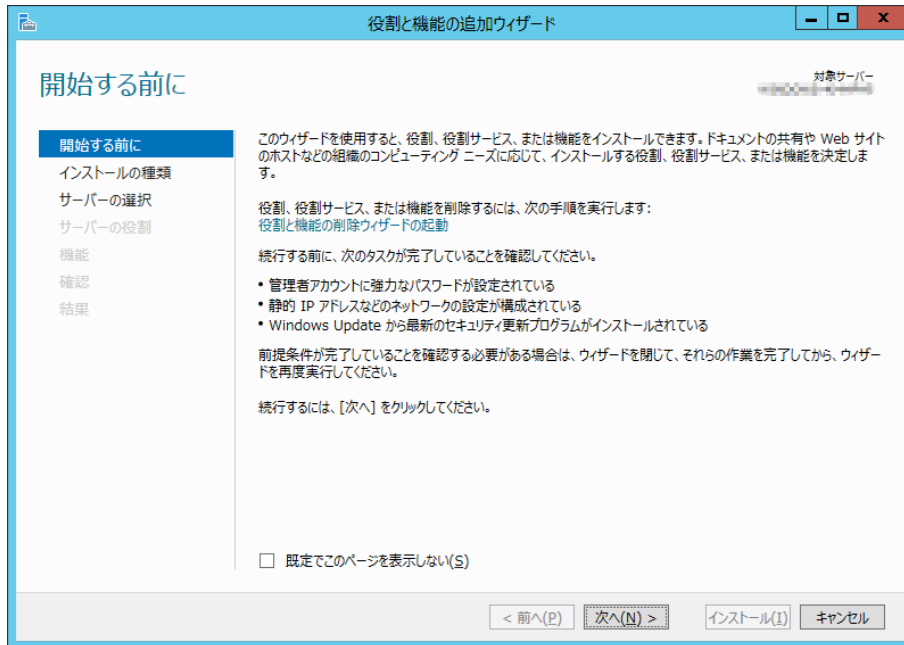 役割と機能の追加ウィザード
開始する前に
対象サーバー
開始する前に
インストールの種類
サーバーの選択
サーバーの役割
機能
確認
結果
このウィザードを使用すると、役割、役割サービス、または機能をインストールできます。ドキュメントの共有や Web サイト
のホストなどの組織のコンピューティング ニーズに応じて、インストールする役割、役割サービス、または機能を決定しま
す。
役割、役割サービス、または機能を削除するには、次の手順を実行します:
役割と機能の削除ウィザードの起動
続行する前に、次のタスクが完了していることを確認してください。
• 管理者アカウントに強力なパスワードが設定されている
• 静的 IP アドレスなどのネットワークの設定が構成されている
• Windows Update から最新のセキュリティ更新プログラムがインストールされている
前提条件が完了していることを確認する必要がある場合は、ウィザードを閉じて、それらの作業を完了してから、ウィザー
ドを再度実行してください。
続行するには、[次へ] をクリックしてください。
既定でこのページを表示しない(S)
< 前へ(P) 次へ(N) > インストール(I) キャンセル